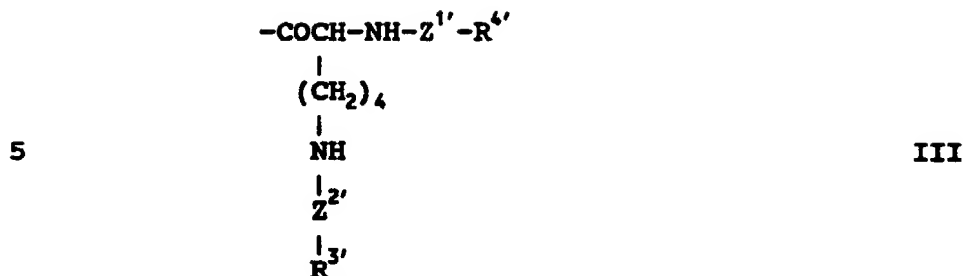 -COCH-NH-Z¹'-R⁴'
|
(CH₂)₄
|
5 NH III
|
Z²'
|
R³'